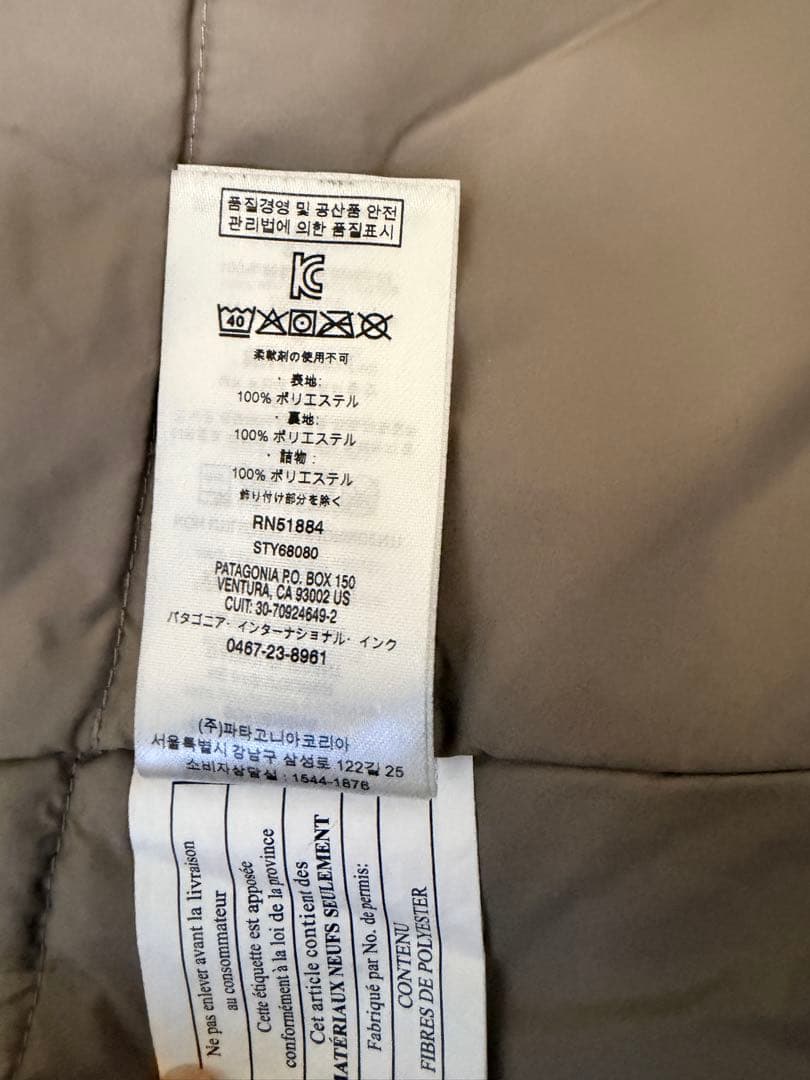 품질경영 및 공산품 안전
관리법에 의한 품질표시
40
柔軟剤の使用不可
・ 表地:
100% ポリエステル
・ 裏地:
100% ポリエステル
・ 詰物 :
100% ポリエステル
飾り付け部分を除く
RN51884
STY68080
PATAGONIA P.O. BOX 150
VENTURA, CA 93002 US
CUIT: 30-70924649-2
パタゴニア・インターナショナル・インク
0467-23-8961
(주)파타고니아코리아
서울특별시 강남구 삼성로 122길 25
소비자상담실 : 1544-1876
Ne pas enlever avant la livraison
au consommateur
Cette étiquette est apposée
conformément à la loi de la province
Cet article contient des
MATÉRIAUX NEUFS SEULEMENT
Fabriqué par No. de permis:
CONTENU
FIBRES DE POLYESTER